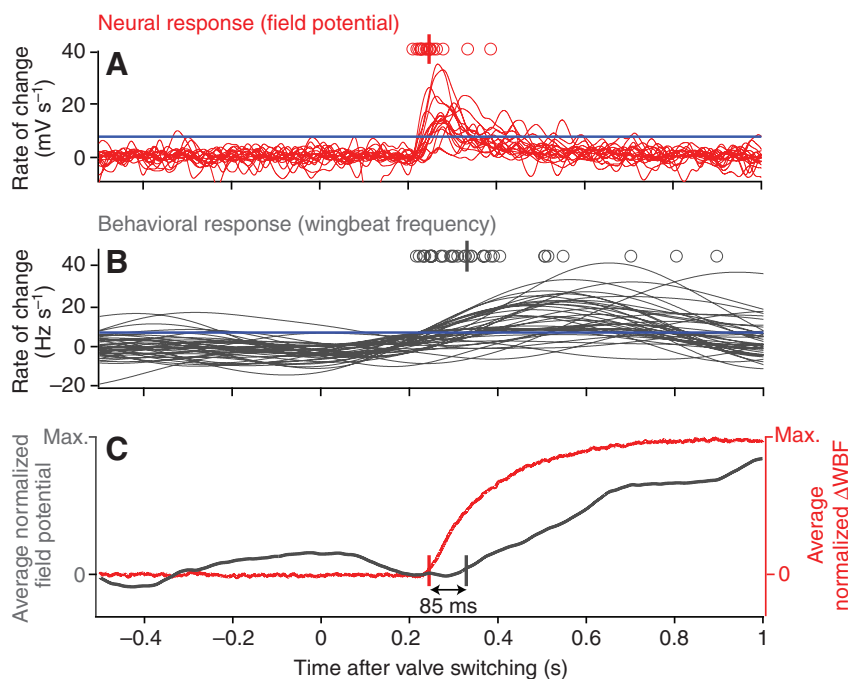 Neural response (field potential)
A
Rate of change
(mV s⁻¹)
40
20
0
Behavioral response (wingbeat frequency)
B
Rate of change
(Hz s⁻¹)
40
20
0
−20
C
Average normalized
field potential
Max.
0
Max.
0
Average
normalized ΔWBF
85 ms
−0.4
−0.2
0
0.2
0.4
0.6
0.8
1
Time after valve switching (s)